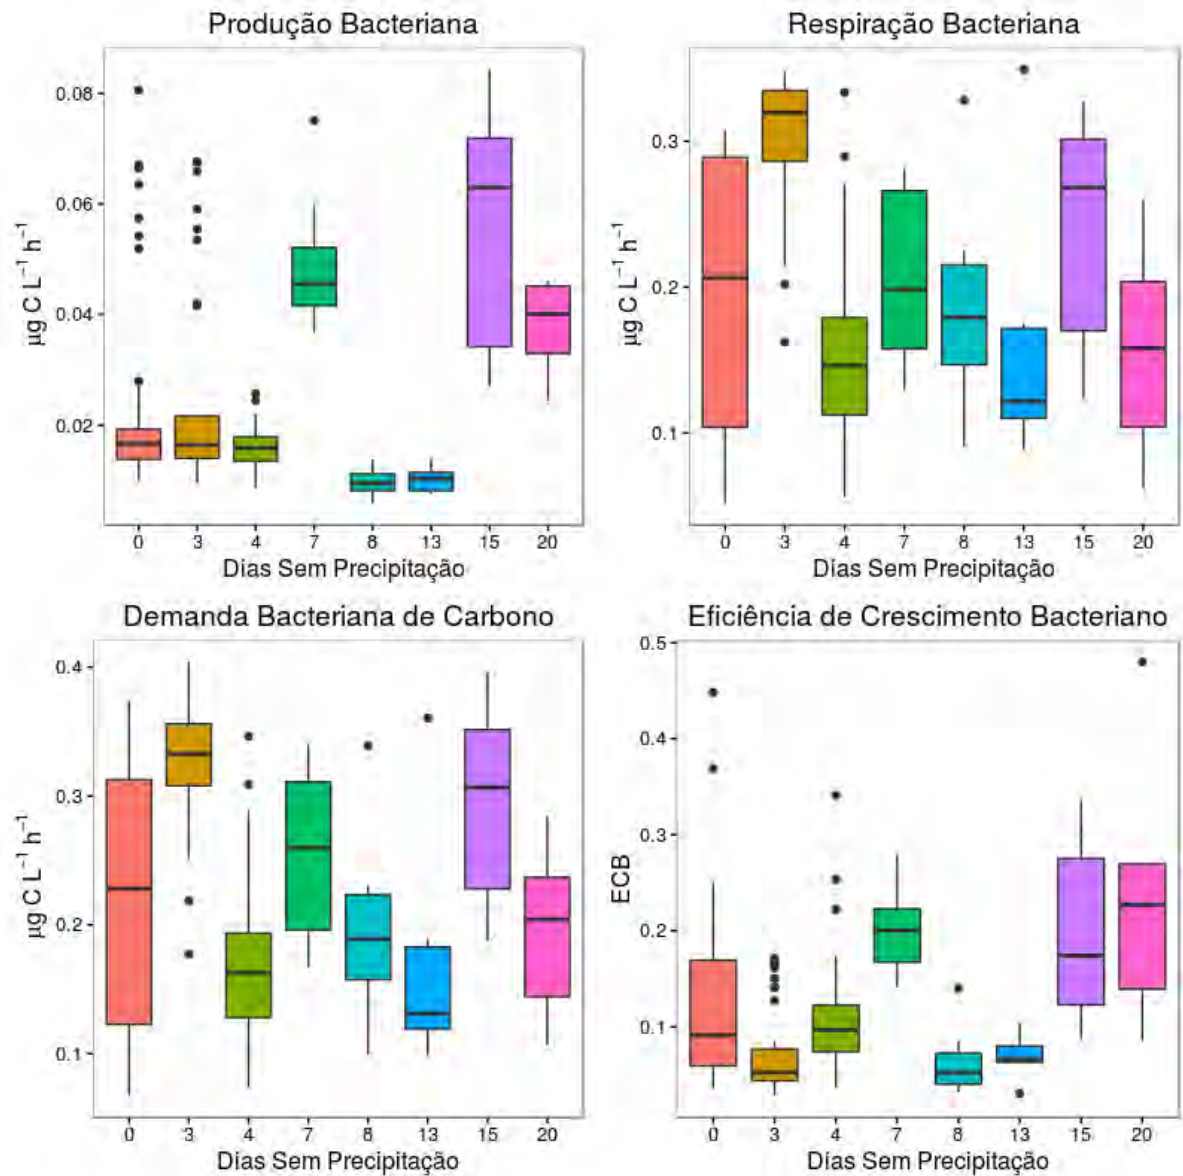 Produção Bacteriana
0.08
0.06
0.04
0.02
µg C L⁻¹ h⁻¹
0 3 4 7 8 13 15 20
Dias Sem Precipitação
Respiração Bacteriana
0.3
0.2
0.1
µg C L⁻¹ h⁻¹
0 3 4 7 8 13 15 20
Dias Sem Precipitação
Demanda Bacteriana de Carbono
0.4
0.3
0.2
0.1
µg C L⁻¹ h⁻¹
0 3 4 7 8 13 15 20
Dias Sem Precipitação
Eficiência de Crescimento Bacteriano
0.5
0.4
0.3
0.2
0.1
ECB
0 3 4 7 8 13 15 20
Dias Sem Precipitação